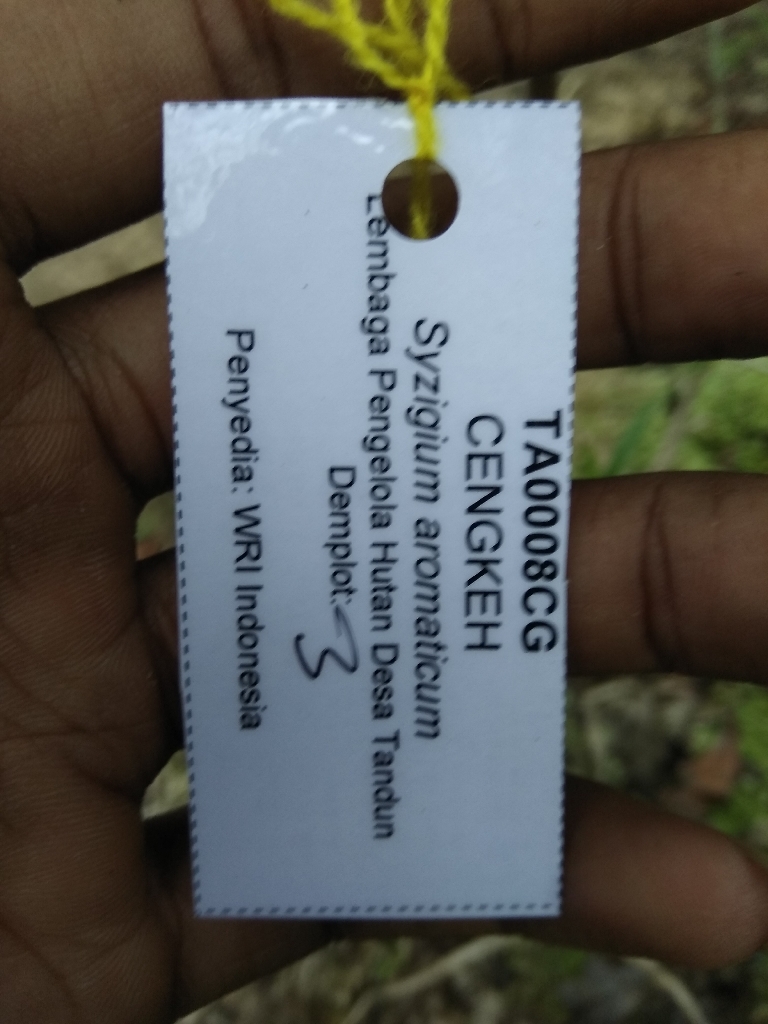 TA0008CG
CENGKEH
Syzigium aromaticum
Lembaga Pengelola Hutan Desa Tandun
Demplot: 3
Penyedia: WRI Indonesia